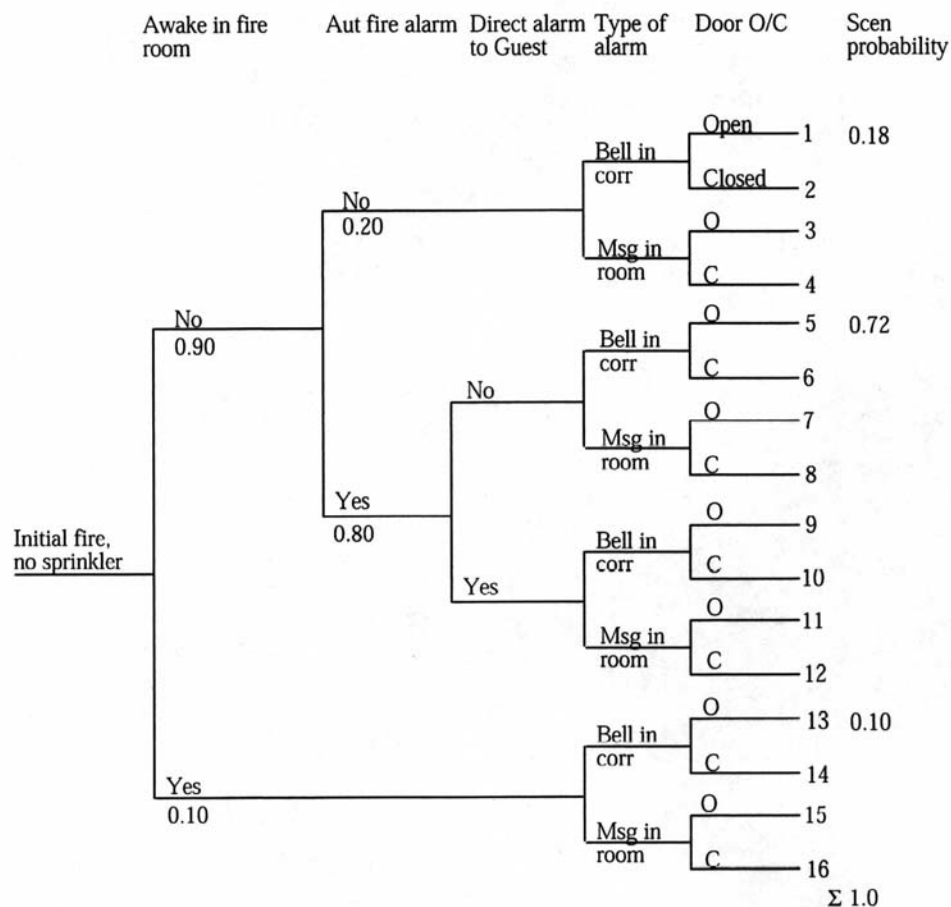 Awake in fire
room
Aut fire alarm
Direct alarm
to Guest
Type of
alarm
Door O/C
Scen
probability
Open
1
0.18
Bell in
corr
Closed
2
No
0.20
O
3
Msg in
room
C
4
No
0.90
O
5
0.72
Bell in
corr
C
6
No
O
7
Msg in
room
C
8
Yes
0.80
O
9
Bell in
corr
C
10
Initial fire,
no sprinkler
Yes
O
11
Msg in
room
C
12
O
13
0.10
Bell in
corr
C
14
Yes
0.10
O
15
Msg in
room
C
16
Σ 1.0